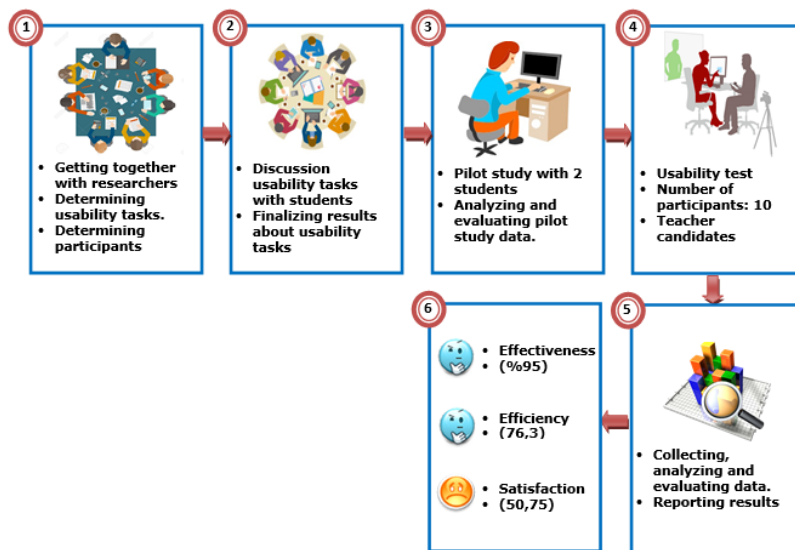 1
• Getting together
with researchers
• Determining
usability tasks.
• Determining
participants
2
• Discussion
usability tasks
with students
• Finalizing results
about usability
tasks
3
• Pilot study with 2
students
• Analyzing and
evaluating pilot
study data.
4
• Usability test
• Number of
participants: 10
• Teacher
candidates
5
• Collecting,
analyzing and
evaluating data.
• Reporting results
6
• Effectiveness
• (%95)
• Efficiency
• (76,3)
• Satisfaction
• (50,75)